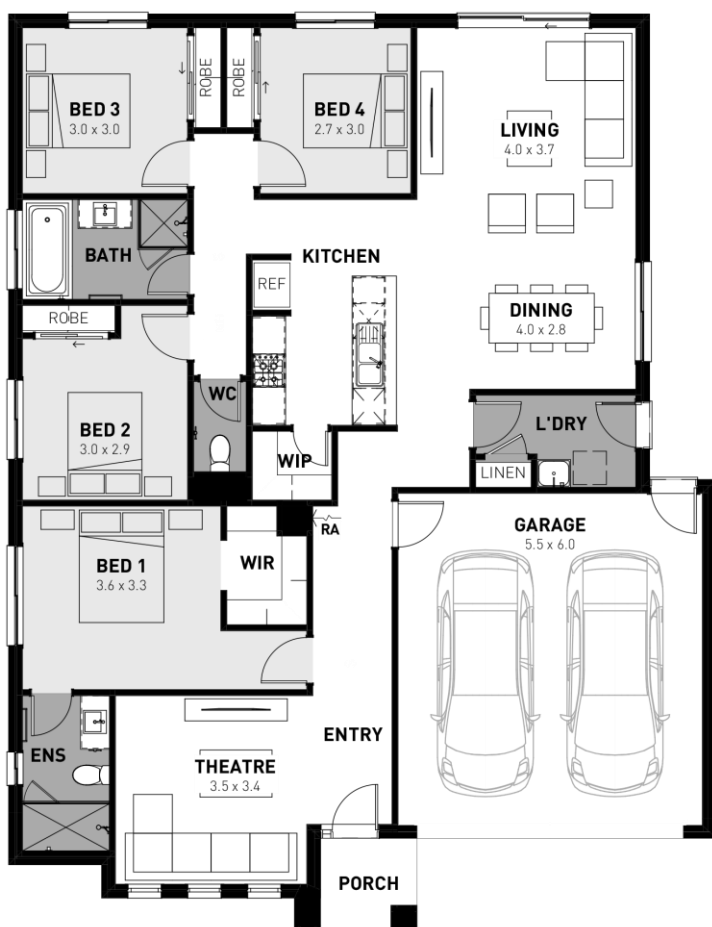 BED 3
3.0 x 3.0
ROBE
ROBE
BED 4
2.7 x 3.0
LIVING
4.0 x 3.7
BATH
KITCHEN
REF
ROBE
DINING
4.0 x 2.8
WC
BED 2
3.0 x 2.9
L'DRY
WIP
LINEN
GARAGE
5.5 x 6.0
RA
BED 1
3.6 x 3.3
WIR
ENS
THEATRE
3.5 x 3.4
ENTRY
PORCH